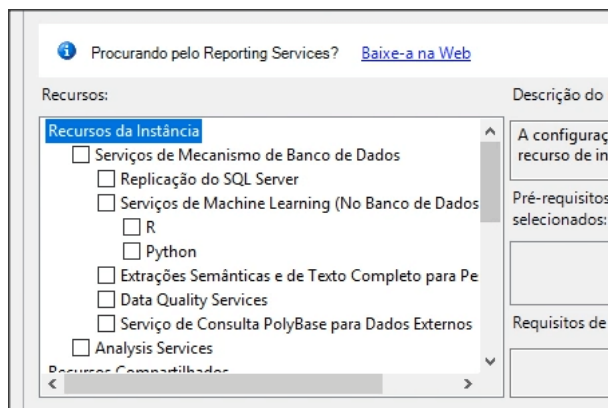 Procurando pelo Reporting Services? Baixe-a na Web
Recursos:
Recursos da Instância
Serviços de Mecanismo de Banco de Dados
Replicação do SQL Server
Serviços de Machine Learning (No Banco de Dados
R
Python
Extrações Semânticas e de Texto Completo para Pe
Data Quality Services
Serviço de Consulta PolyBase para Dados Externos
Analysis Services
Recursos Compartilhados
Descrição do
A configuraç
recurso de in
Pré-requisitos
selecionados:
Requisitos de